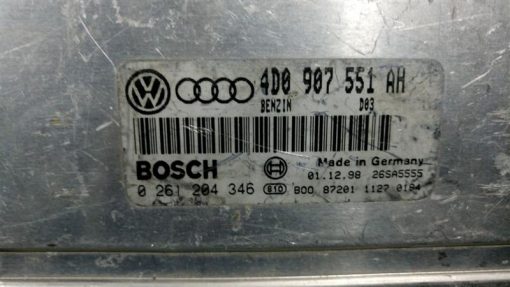 4D0 907 551 AH
BENZIN D03
BOSCH Made in Germany
01.12.98 26SA5555
0 261 204 346 810 B00 87201 1127 0184